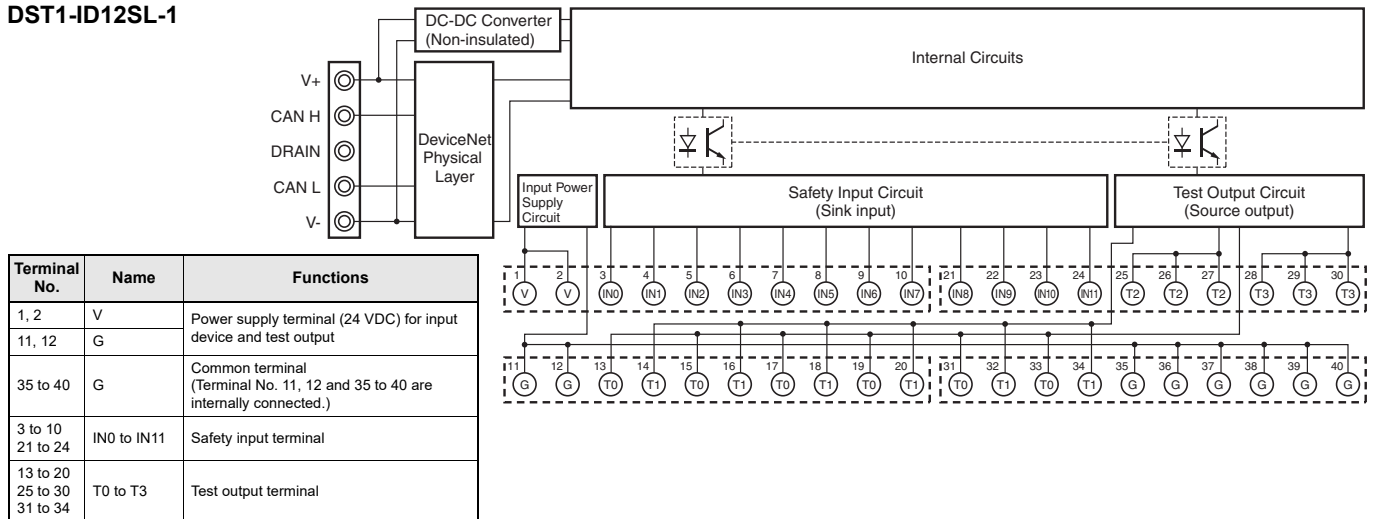 DST1-ID12SL-1
DC-DC Converter
(Non-insulated)
Internal Circuits
V+
CAN H
DRAIN
CAN L
V-
DeviceNet
Physical
Layer
Input Power
Supply
Circuit
Safety Input Circuit
(Sink input)
Test Output Circuit
(Source output)
1 2 3 4 5 6 7 8 9 10 21 22 23 24 25 26 27 28 29 30
V V IN0 IN1 IN2 IN3 IN4 IN5 IN6 IN7 IN8 IN9 IN10 IN11 T2 T2 T2 T3 T3 T3
11 12 13 14 15 16 17 18 19 20 31 32 33 34 35 36 37 38 39 40
G G T0 T1 T0 T1 T0 T1 T0 T1 T0 T1 T0 T1 G G G G G G
Terminal No. Name Functions
1, 2 V Power supply terminal (24 VDC) for input
11, 12 G device and test output
35 to 40 G Common terminal
(Terminal No. 11, 12 and 35 to 40 are
internally connected.)
3 to 10
21 to 24 IN0 to IN11 Safety input terminal
13 to 20
25 to 30 T0 to T3 Test output terminal
31 to 34